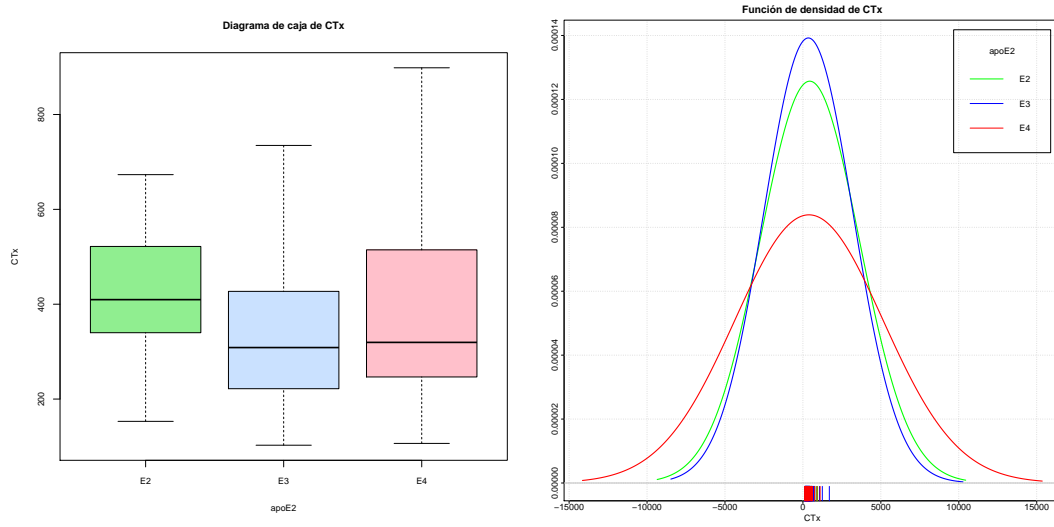 Diagrama de caja de CTx
CTx
800
600
400
200
E2
E3
E4
apoE2
Función de densidad de CTx
0.00014
0.00012
0.00010
0.00008
0.00006
0.00004
0.00002
0.00000
apoE2
E2
E3
E4
−15000
−10000
−5000
0
5000
10000
15000
CTx